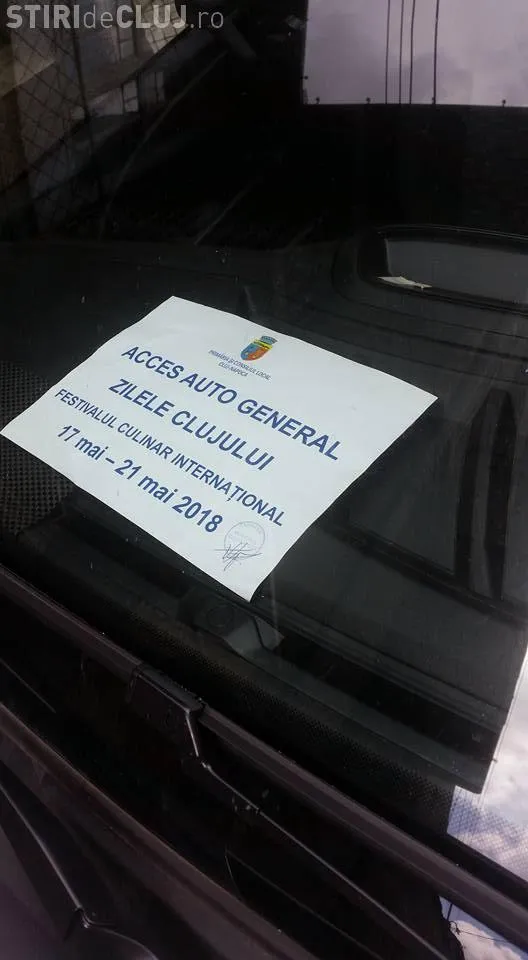 STIRIdeCLUJ.ro
PRIMĂRIA ȘI CONSILIUL LOCAL
CLUJ-NAPOCA
ACCES AUTO GENERAL
ZILELE CLUJULUI
FESTIVALUL CULINAR INTERNAȚIONAL
17 mai – 21 mai 2018